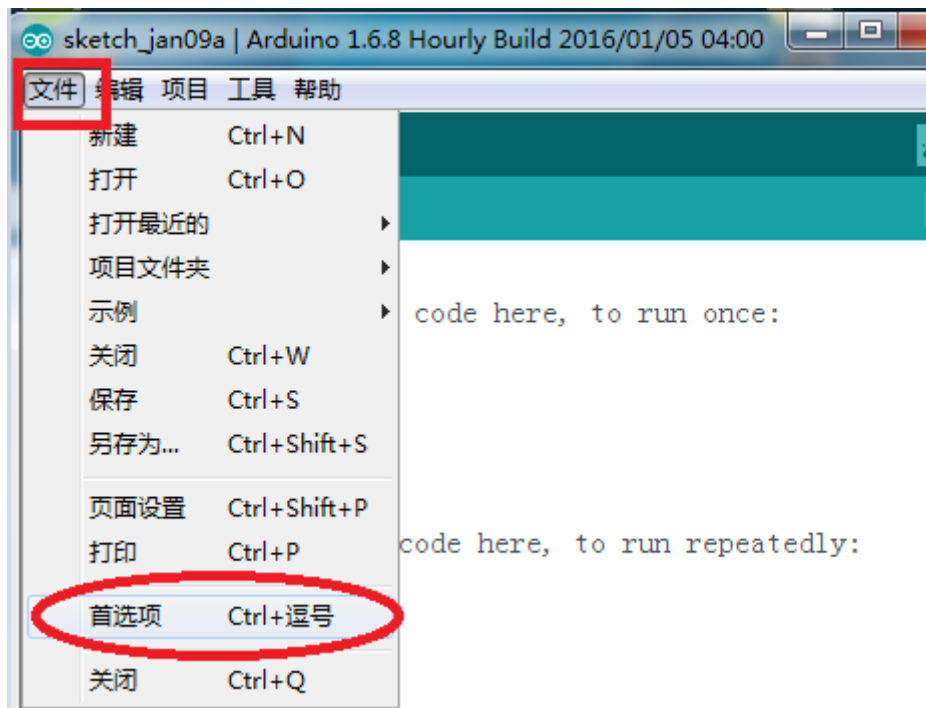 sketch_jan09a | Arduino 1.6.8 Hourly Build 2016/01/05 04:00
文件 编辑 项目 工具 帮助
新建 Ctrl+N
打开 Ctrl+O
打开最近的
项目文件夹
示例
code here, to run once:
关闭 Ctrl+W
保存 Ctrl+S
另存为... Ctrl+Shift+S
页面设置 Ctrl+Shift+P
打印 Ctrl+P
code here, to run repeatedly:
首选项 Ctrl+逗号
关闭 Ctrl+Q